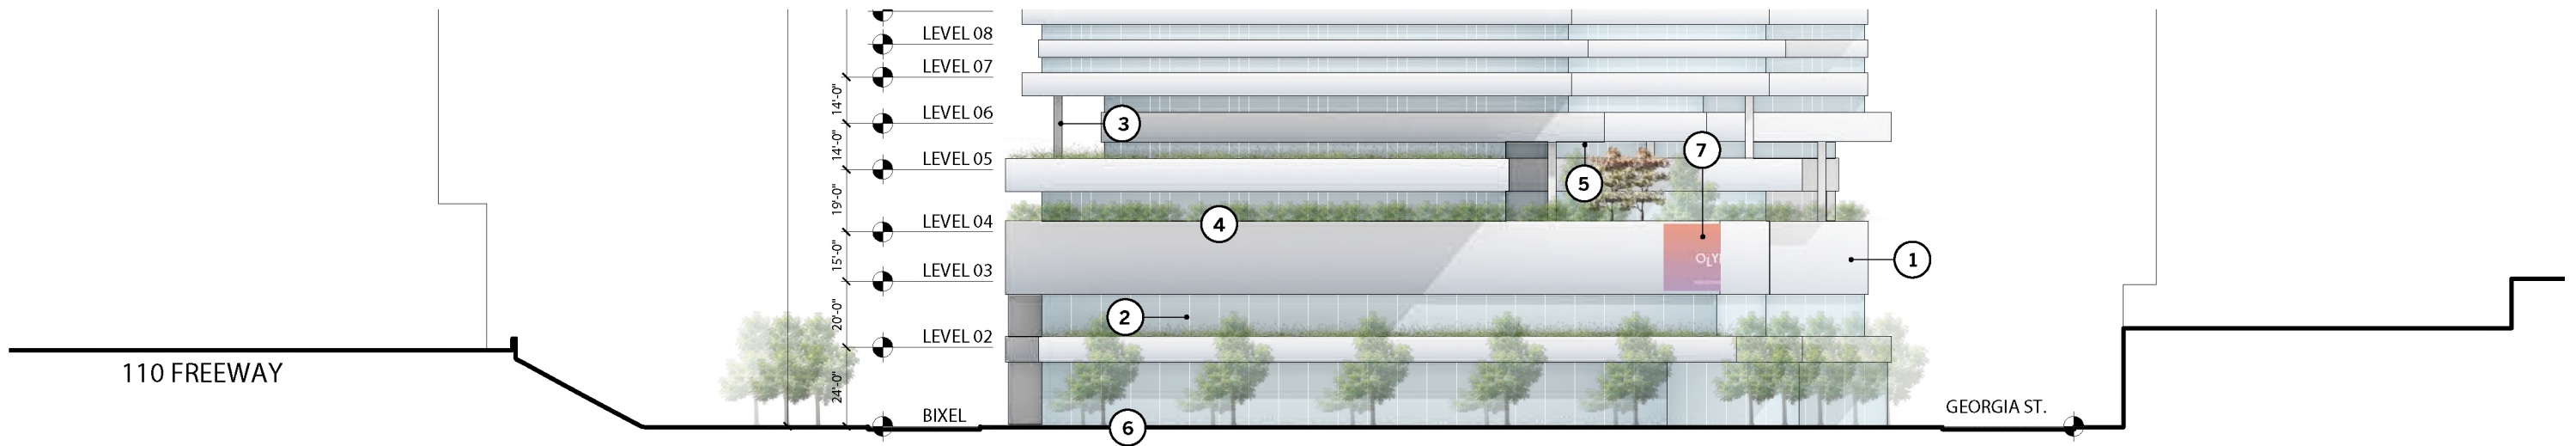 LEVEL 08
LEVEL 07
14'-0"
LEVEL 06
3
14'-0"
7
LEVEL 05
5
19'-0"
4
LEVEL 04
15'-0"
1
OLY
LEVEL 03
20'-0"
2
LEVEL 02
110 FREEWAY
24'-0"
BIXEL
GEORGIA ST.
6